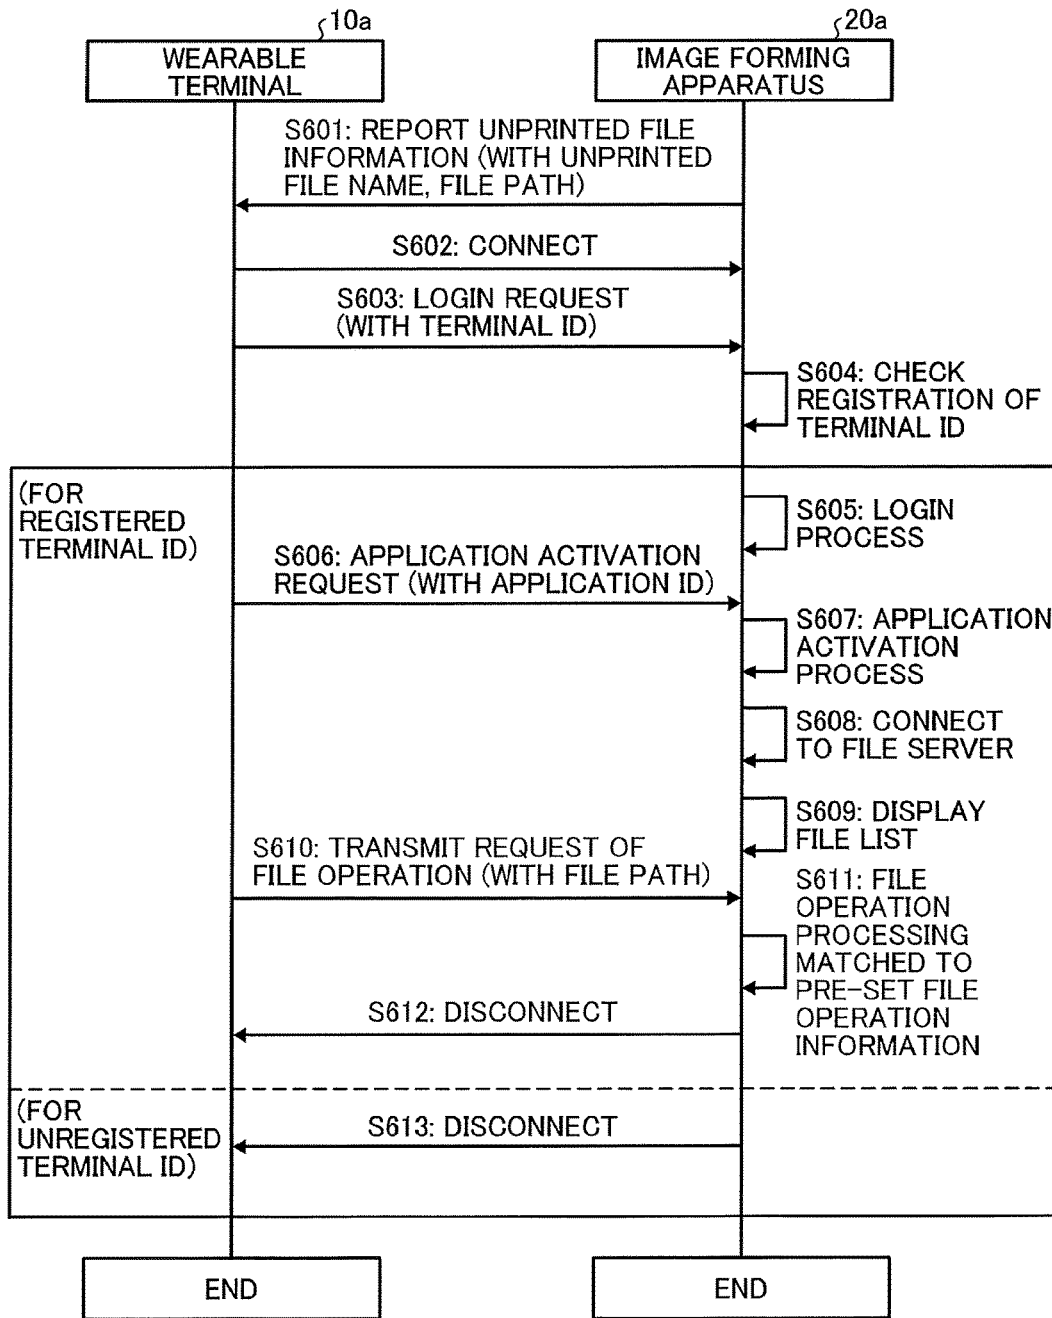 10a
20a
WEARABLE
TERMINAL
IMAGE FORMING
APPARATUS
S601: REPORT UNPRINTED FILE
INFORMATION (WITH UNPRINTED
FILE NAME, FILE PATH)
S602: CONNECT
S603: LOGIN REQUEST
(WITH TERMINAL ID)
S604: CHECK
REGISTRATION OF
TERMINAL ID
(FOR
REGISTERED
TERMINAL ID)
S605: LOGIN
PROCESS
S606: APPLICATION ACTIVATION
REQUEST (WITH APPLICATION ID)
S607: APPLICATION
ACTIVATION
PROCESS
S608: CONNECT
TO FILE SERVER
S609: DISPLAY
FILE LIST
S610: TRANSMIT REQUEST OF
FILE OPERATION (WITH FILE PATH)
S611: FILE
OPERATION
PROCESSING
MATCHED TO
PRE-SET FILE
OPERATION
INFORMATION
S612: DISCONNECT
(FOR
UNREGISTERED
TERMINAL ID)
S613: DISCONNECT
END
END